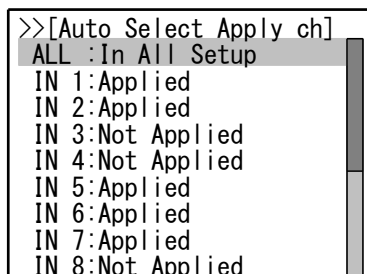 >>[Auto Select Apply ch]
ALL :In All Setup
IN 1:Applied
IN 2:Applied
IN 3:Not Applied
IN 4:Not Applied
IN 5:Applied
IN 6:Applied
IN 7:Applied
IN 8:Not Applied